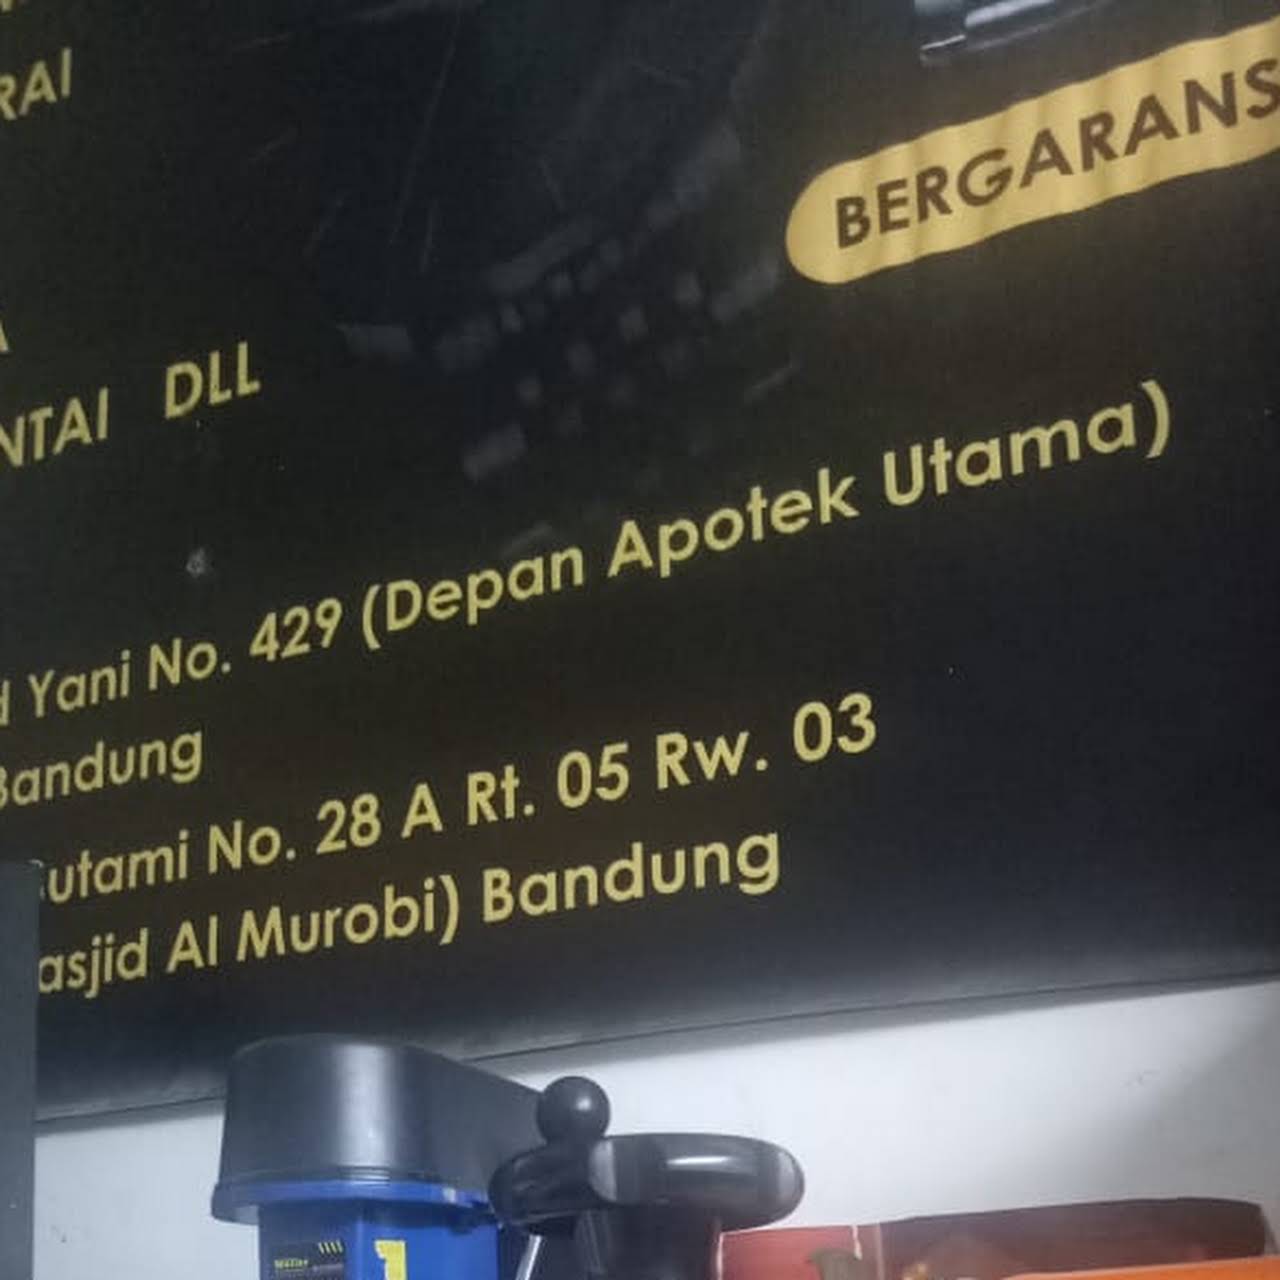 RAI
BERGARANS
NTAI DLL
d Yani No. 429 (Depan Apotek Utama)
Bandung
utami No. 28 A Rt. 05 Rw. 03
asjid Al Murobi) Bandung
1